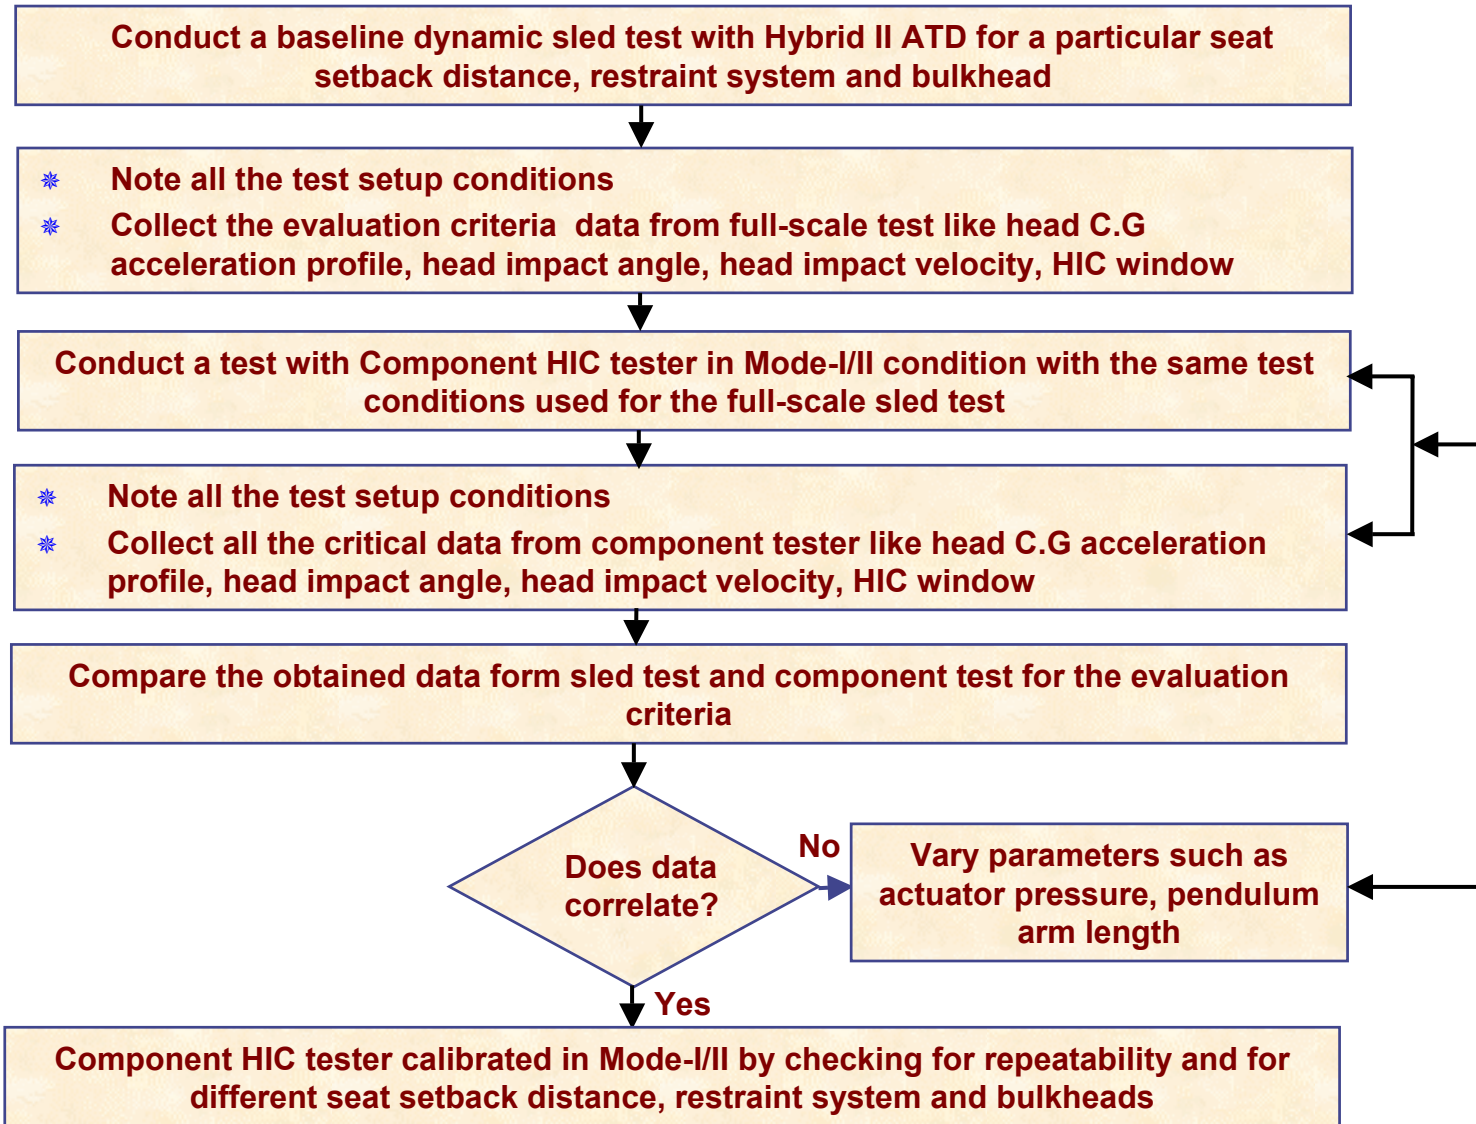 Conduct a baseline dynamic sled test with Hybrid II ATD for a particular seat
setback distance, restraint system and bulkhead
Note all the test setup conditions
Collect the evaluation criteria data from full-scale test like head C.G
acceleration profile, head impact angle, head impact velocity, HIC window
Conduct a test with Component HIC tester in Mode-I/II condition with the same test
conditions used for the full-scale sled test
Note all the test setup conditions
Collect all the critical data from component tester like head C.G acceleration
profile, head impact angle, head impact velocity, HIC window
Compare the obtained data form sled test and component test for the evaluation
criteria
Does data
correlate?
No
Vary parameters such as
actuator pressure, pendulum
arm length
Yes
Component HIC tester calibrated in Mode-I/II by checking for repeatability and for
different seat setback distance, restraint system and bulkheads